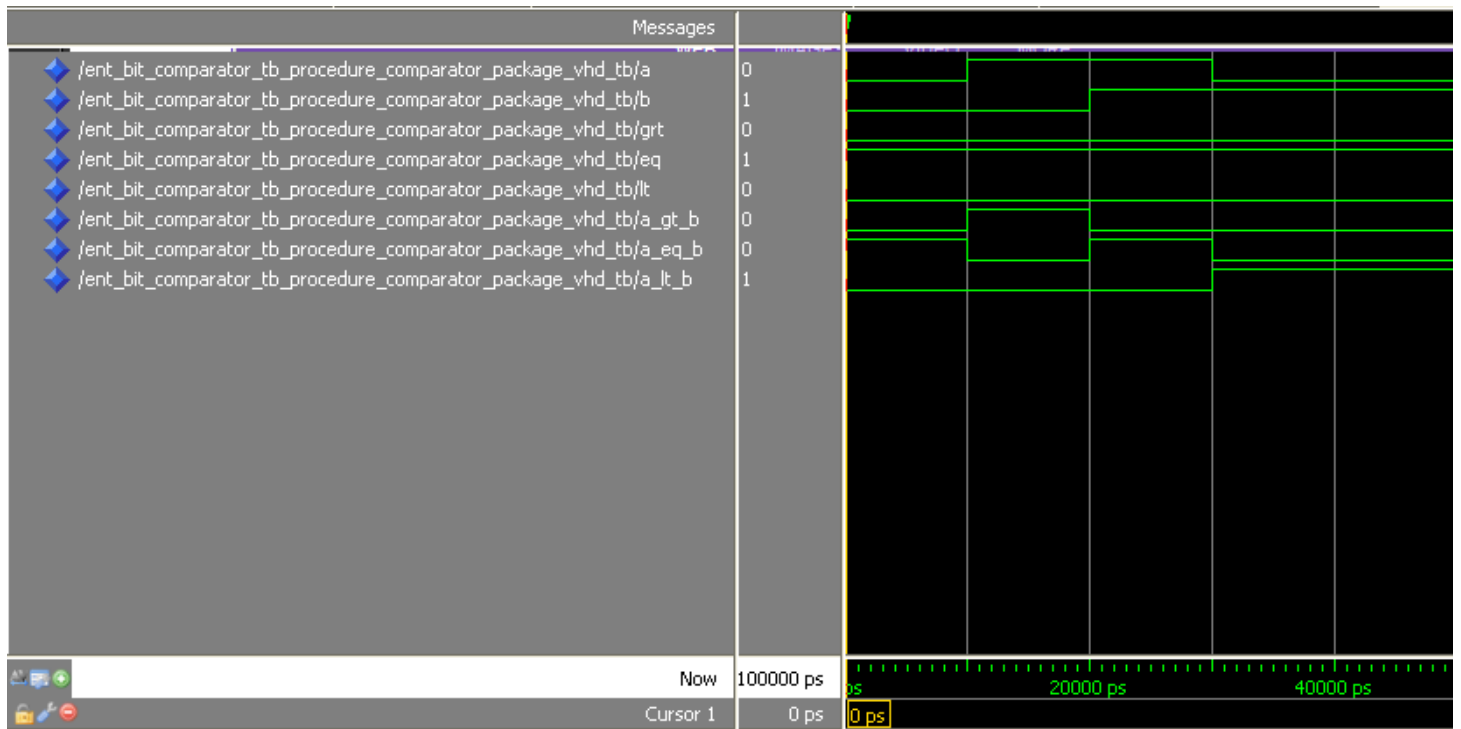 Messages
/ent_bit_comparator_tb_procedure_comparator_package_vhd_tb/a 0
/ent_bit_comparator_tb_procedure_comparator_package_vhd_tb/b 1
/ent_bit_comparator_tb_procedure_comparator_package_vhd_tb/grt 0
/ent_bit_comparator_tb_procedure_comparator_package_vhd_tb/eq 1
/ent_bit_comparator_tb_procedure_comparator_package_vhd_tb/lt 0
/ent_bit_comparator_tb_procedure_comparator_package_vhd_tb/a_gt_b 0
/ent_bit_comparator_tb_procedure_comparator_package_vhd_tb/a_eq_b 0
/ent_bit_comparator_tb_procedure_comparator_package_vhd_tb/a_lt_b 1
Now 100000 ps ps 20000 ps 40000 ps
Cursor 1 0 ps 0 ps